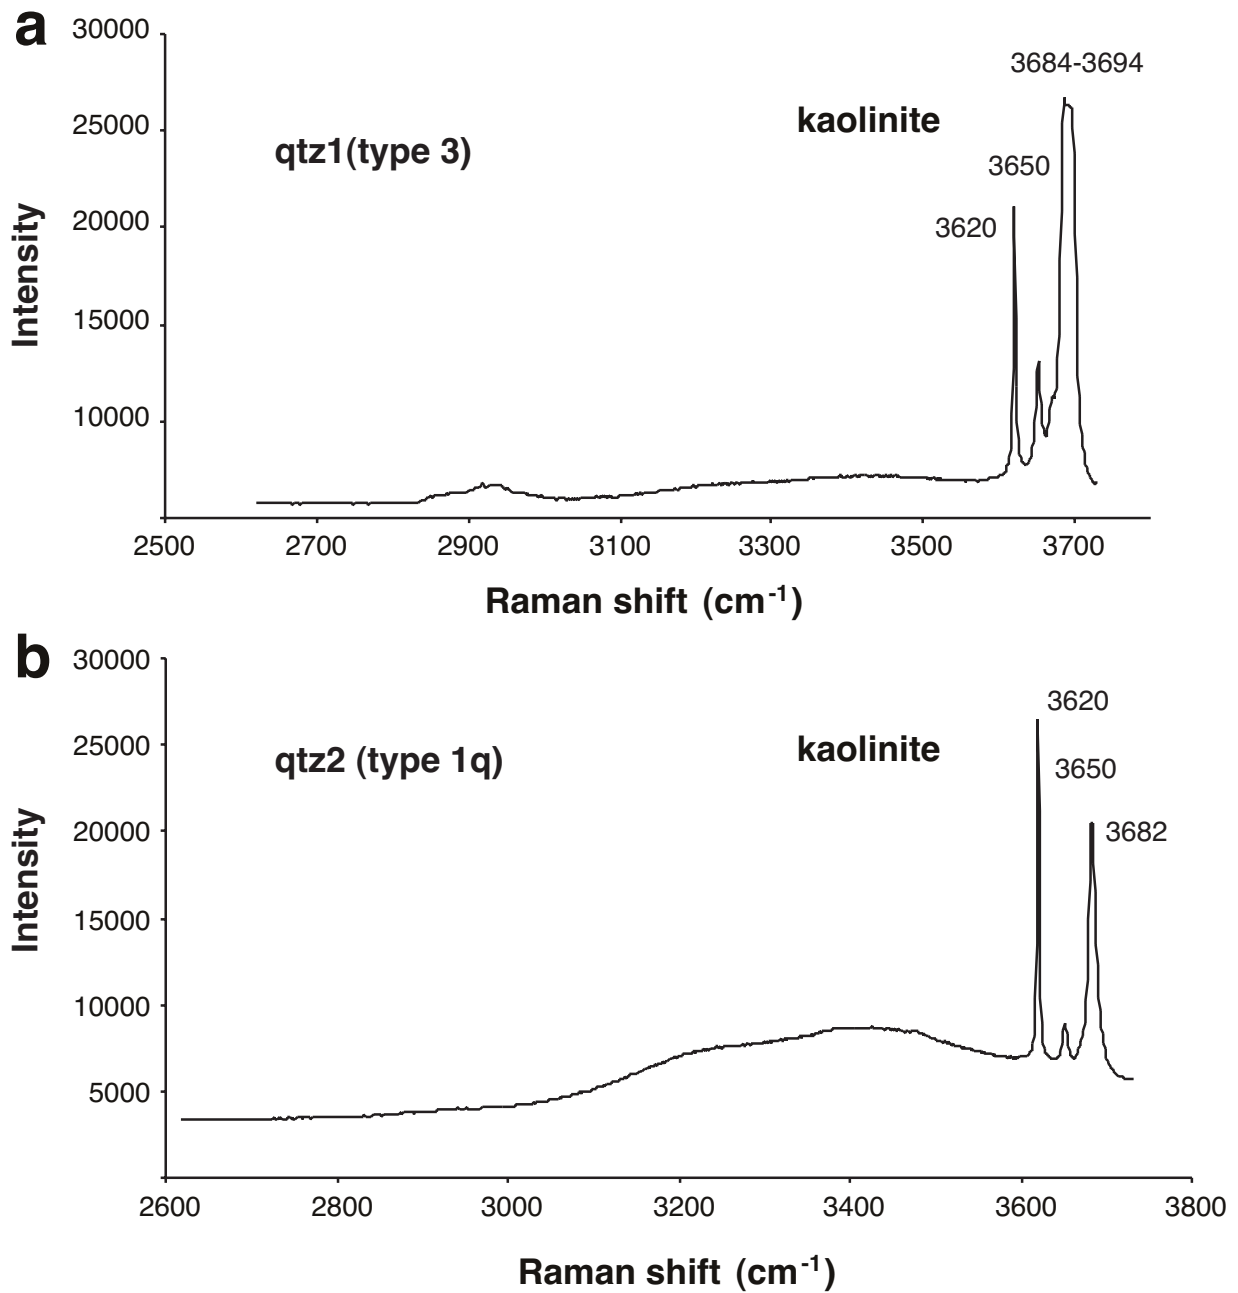 a
30000
3684-3694
25000
kaolinite
qtz1(type 3)
3650
20000
3620
Intensity
15000
10000
2500 2700 2900 3100 3300 3500 3700
Raman shift (cm-1)
b
30000
3620
25000
kaolinite
qtz2 (type 1q)
3650
20000
3682
Intensity
15000
10000
5000
2600 2800 3000 3200 3400 3600 3800
Raman shift (cm-1)